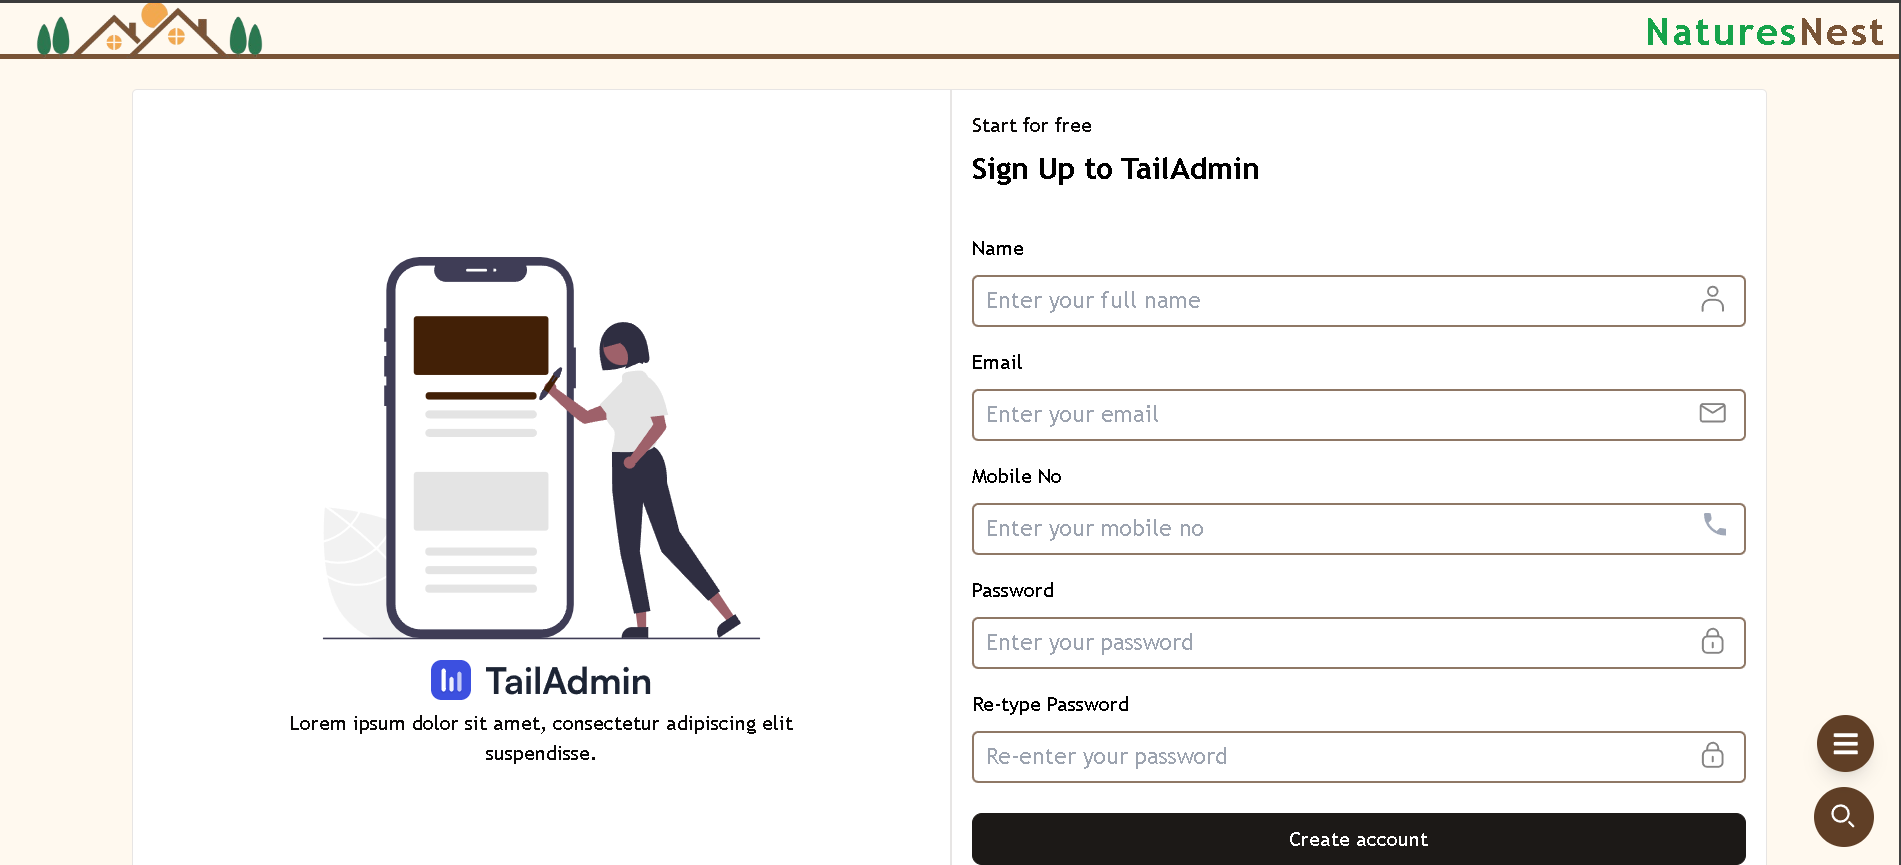 NaturesNest
Start for free
Sign Up to TailAdmin
Name
Enter your full name
Email
Enter your email
Mobile No
Enter your mobile no
Password
Enter your password
Re-type Password
Re-enter your password
Create account
TailAdmin
Lorem ipsum dolor sit amet, consectetur adipiscing elit
suspendisse.